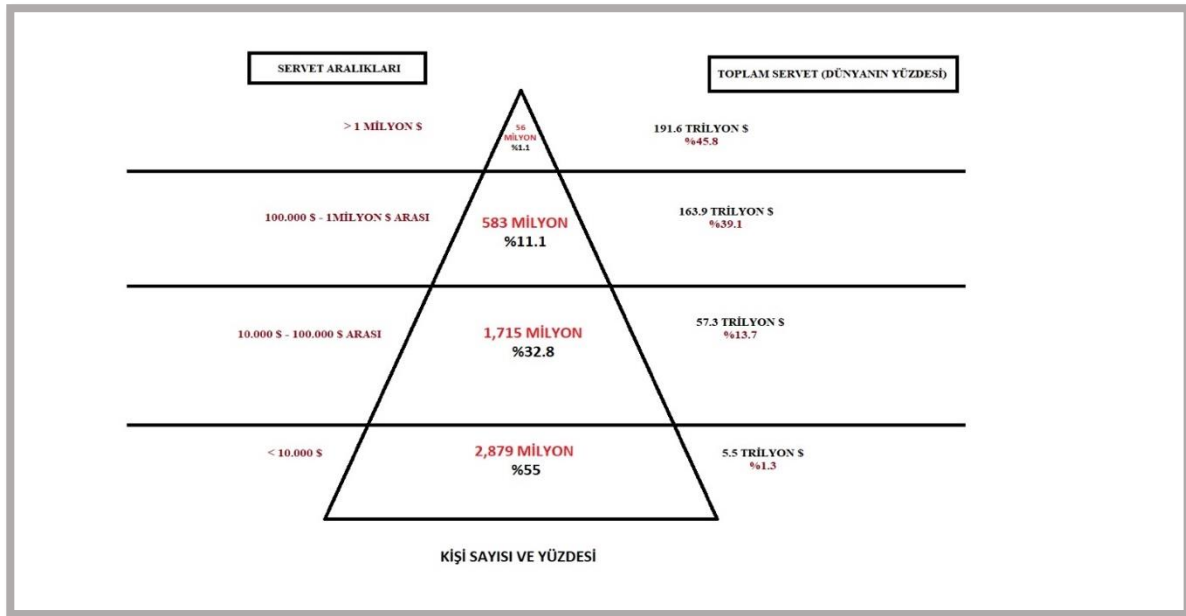 SERVET ARALIKLARI
TOPLAM SERVET (DÜNYANIN YÜZDESİ)
> 1 MİLYON $
56
MİLYON
%1.1
191.6 TRİLYON $
%45.8
100.000 $ - 1MİLYON $ ARASI
583 MİLYON
%11.1
163.9 TRİLYON $
%39.1
10.000 $ - 100.000 $ ARASI
1,715 MİLYON
%32.8
57.3 TRİLYON $
%13.7
< 10.000 $
2,879 MİLYON
%55
5.5 TRİLYON $
%1.3
KİŞİ SAYISI VE YÜZDESİ